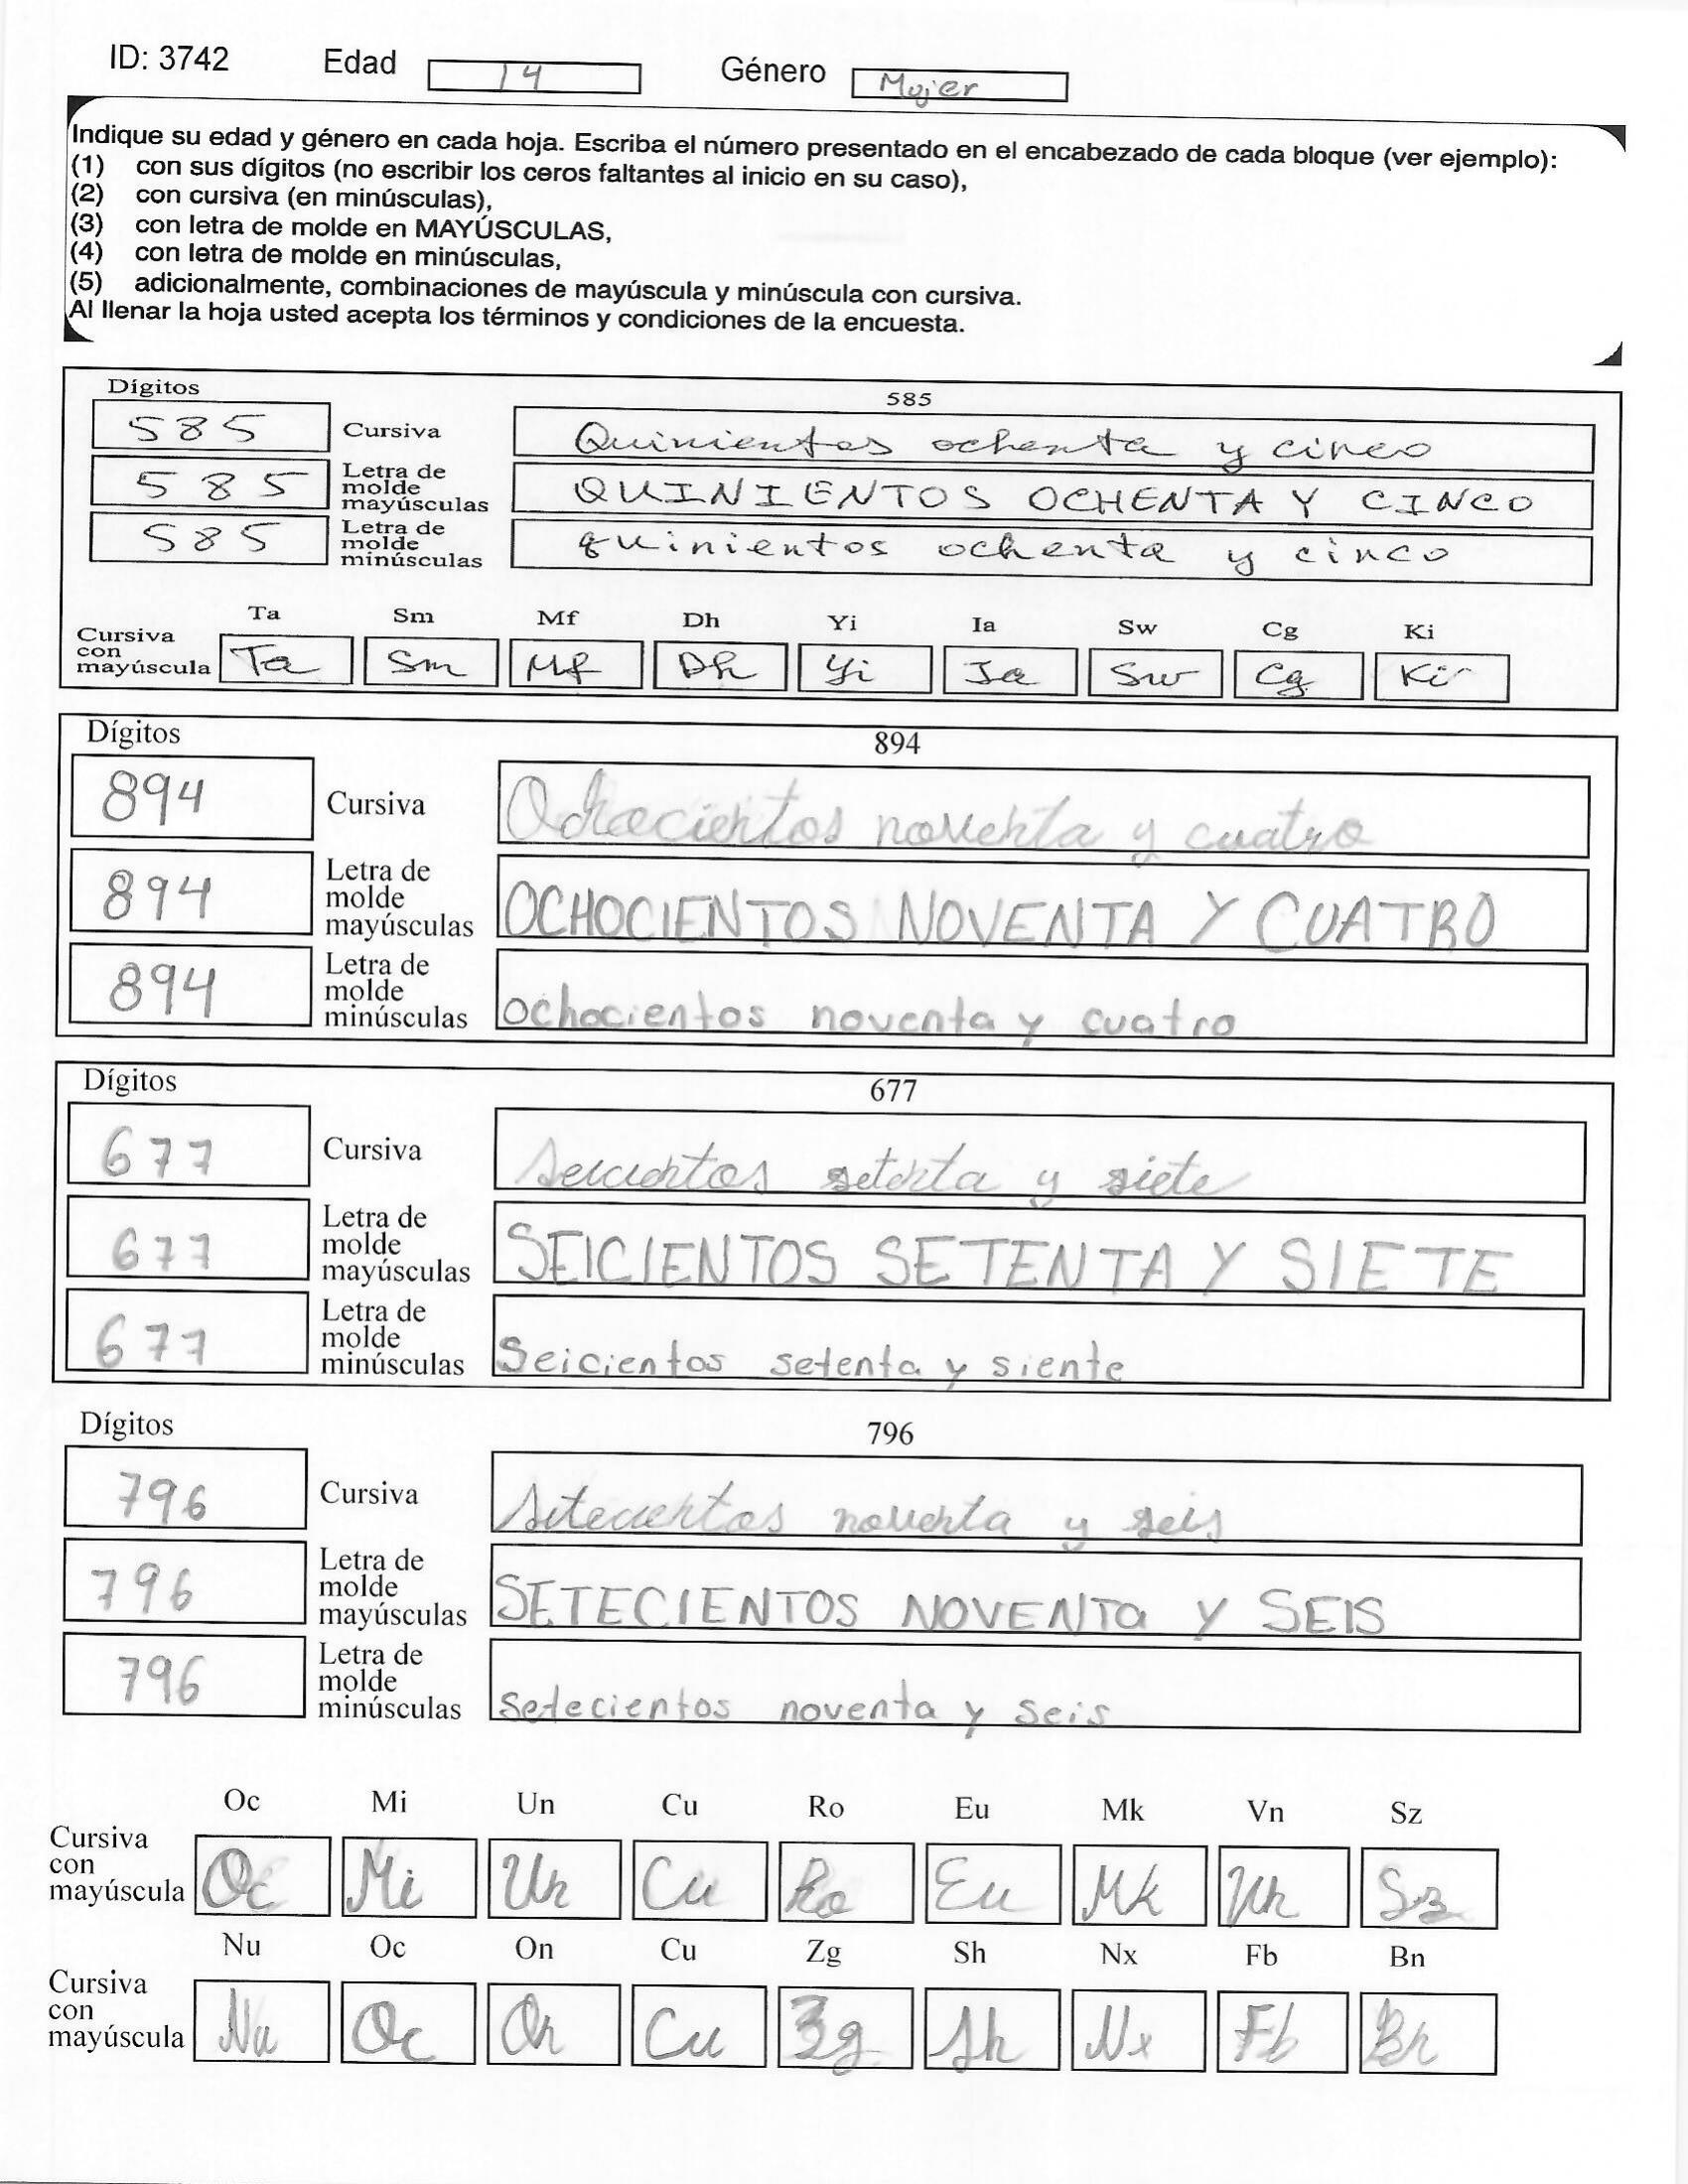 ID: 3742 Edad 14 Género Mujer
Indique su edad y género en cada hoja. Escriba el número presentado en el encabezado de cada bloque (ver ejemplo):
(1) con sus dígitos (no escribir los ceros faltantes al inicio en su caso),
(2) con cursiva (en minúsculas),
(3) con letra de molde en MAYÚSCULAS,
(4) con letra de molde en minúsculas,
(5) adicionalmente, combinaciones de mayúscula y minúscula con cursiva.
Al llenar la hoja usted acepta los términos y condiciones de la encuesta.
Dígitos 585
585 Cursiva Quinientos ochenta y cinco
585 Letra de molde mayúsculas QUINIENTOS OCHENTA Y CINCO
585 Letra de molde minúsculas quinientos ochenta y cinco
Ta Sm Mf Dh Yi Ia Sw Cg Ki
Cursiva con mayúscula Ta Sm Mf Dh Yi Ia Sw Cg Ki
Dígitos 894
894 Cursiva Ochocientos noventa y cuatro
894 Letra de molde mayúsculas OCHOCIENTOS NOVENTA Y CUATRO
894 Letra de molde minúsculas ochocientos noventa y cuatro
Dígitos 677
677 Cursiva Seicientos setenta y siete
677 Letra de molde mayúsculas SEICIENTOS SETENTA Y SIETE
677 Letra de molde minúsculas Seicientos setenta y siente
Dígitos 796
796 Cursiva Setecientos noventa y seis
796 Letra de molde mayúsculas SETECIENTOS NOVENTa Y SEIS
796 Letra de molde minúsculas setecientos noventa y seis
Oc Mi Un Cu Ro Eu Mk Vn Sz
Cursiva con mayúscula Oc Mi Un Cu Ro Eu Mk Vn Sz
Nu Oc On Cu Zg Sh Nx Fb Bn
Cursiva con mayúscula Nu Oc On Cu Zg Sh Nx Fb Bn